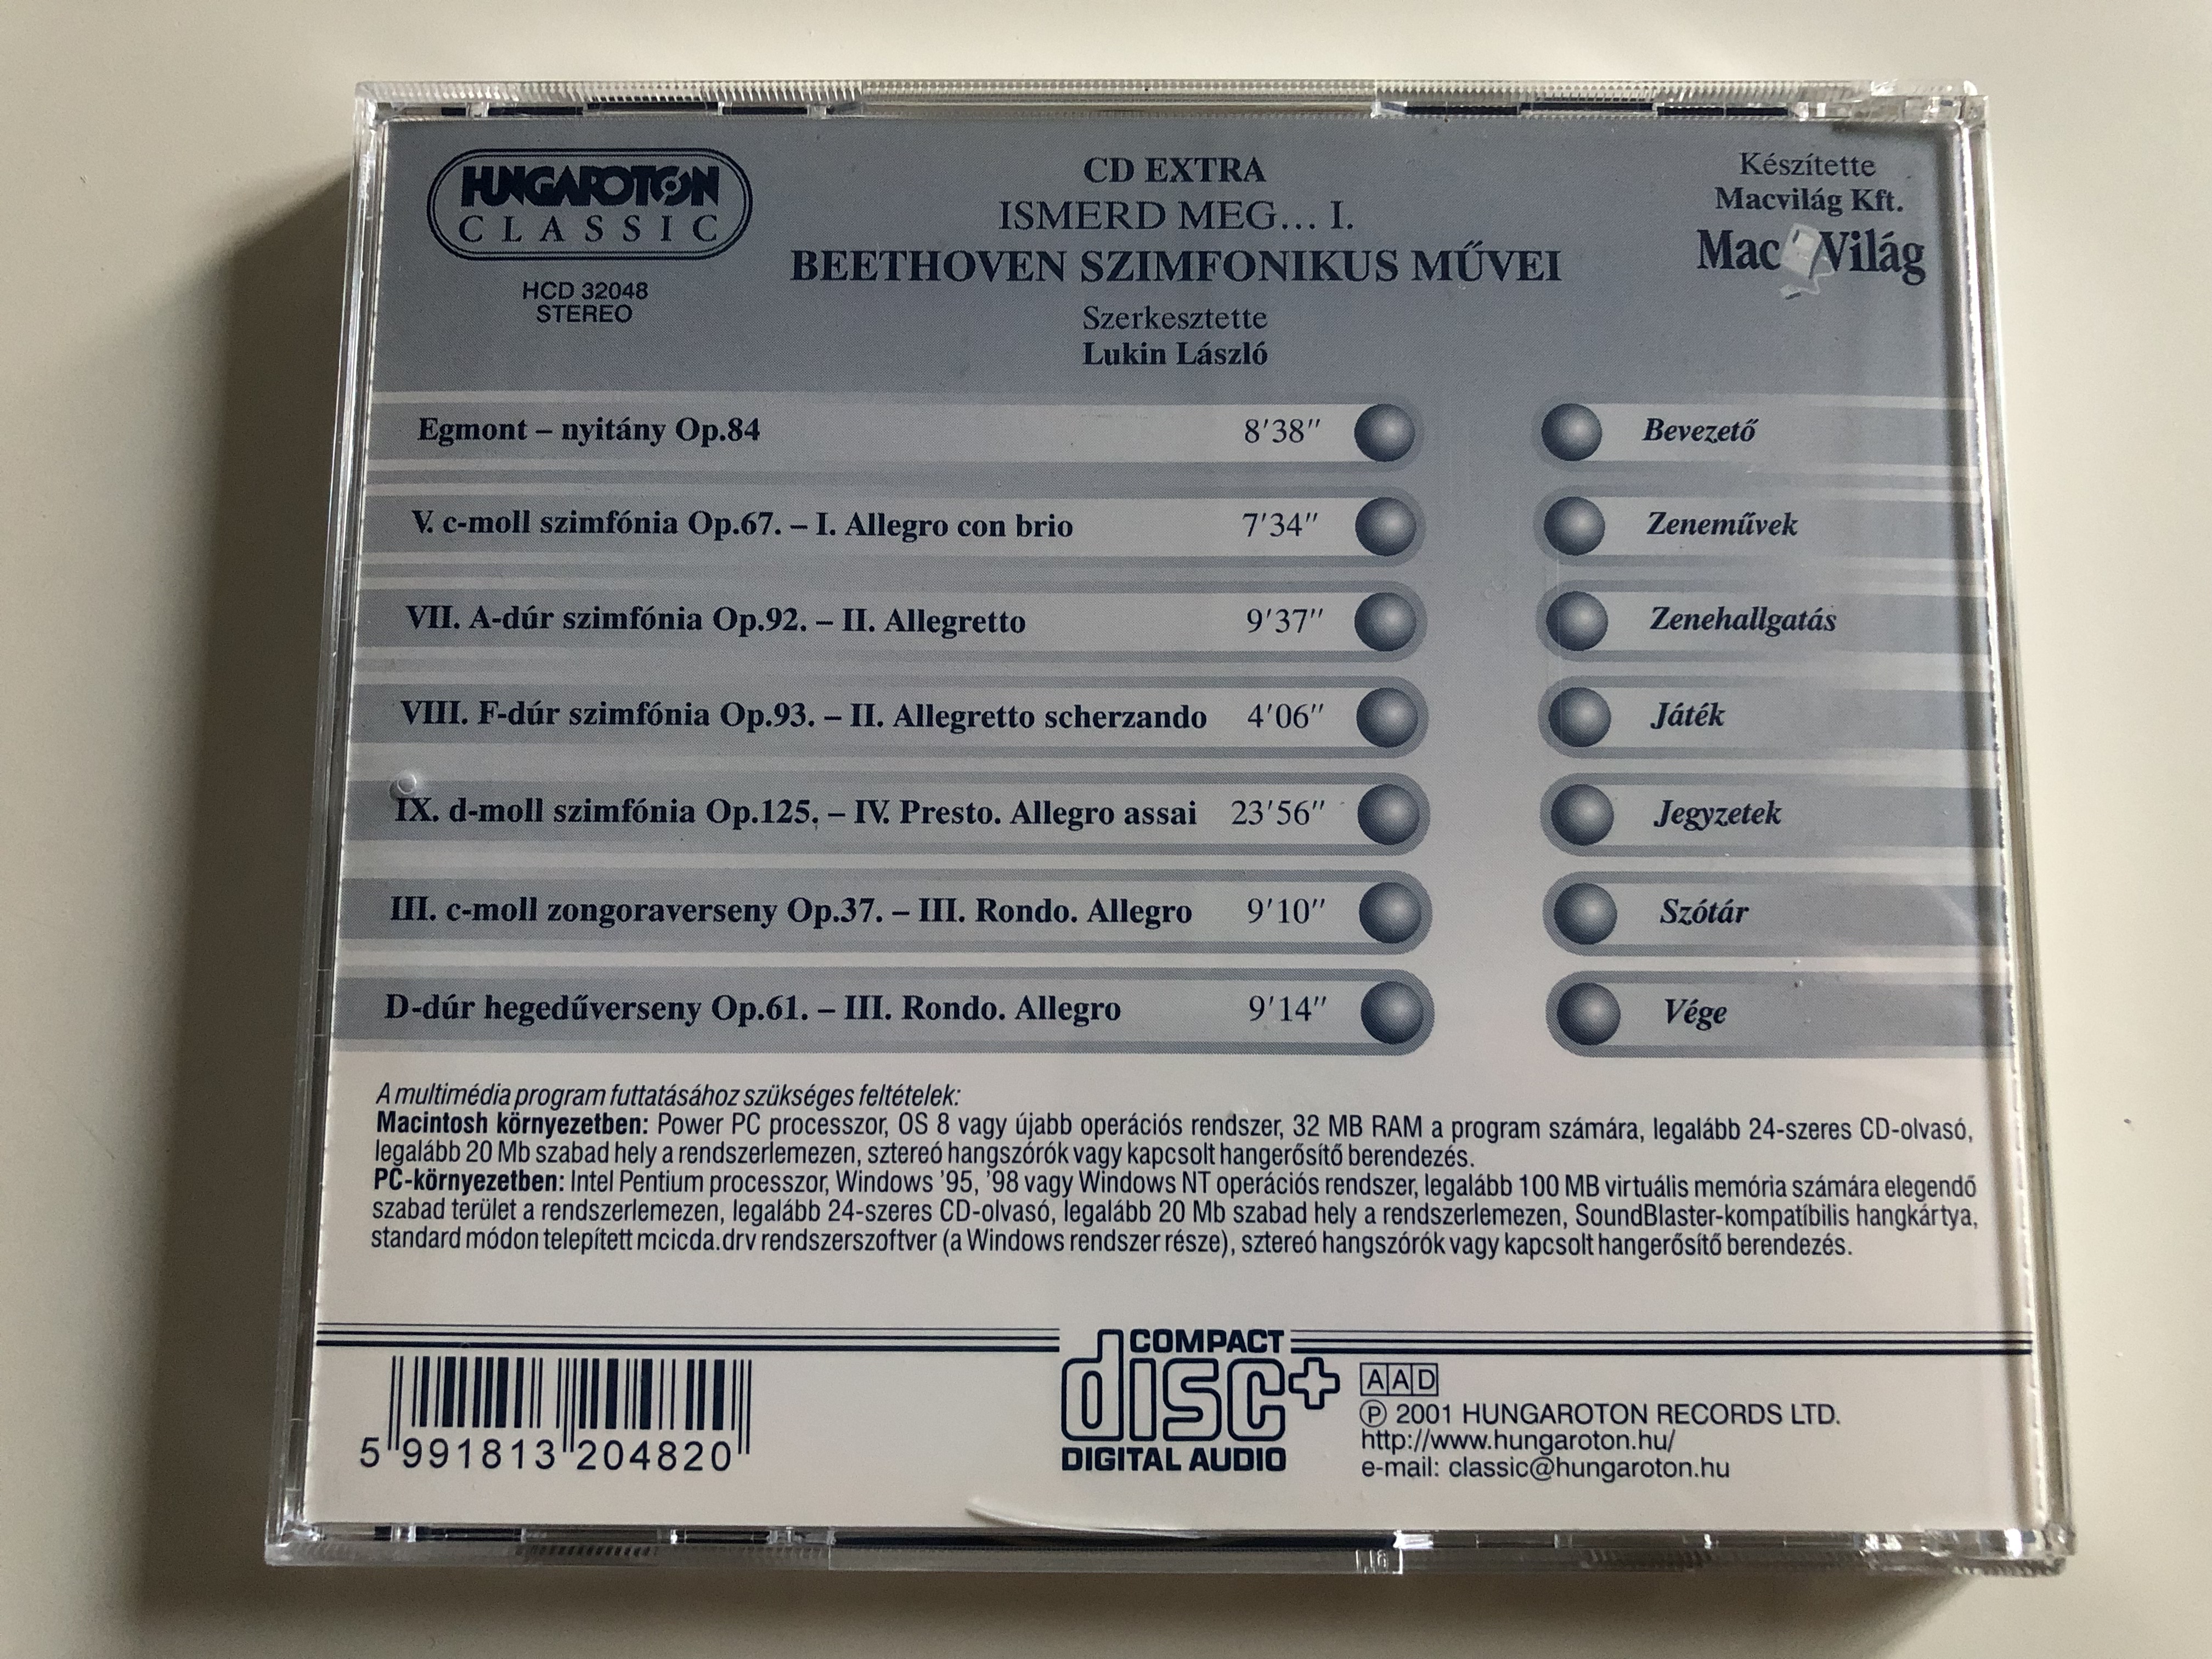 HUNGAROTON
CLASSIC
HCD 32048
STEREO
CD EXTRA
ISMERD MEG... I.
BEETHOVEN SZIMFONIKUS MŰVEI
Szerkesztette
Lukin László
Készítette
Macvilág Kft.
Mac Világ
Egmont – nyitány Op.84 8'38"
V. c-moll szimfónia Op.67. – I. Allegro con brio 7'34"
VII. A-dúr szimfónia Op.92. – II. Allegretto 9'37"
VIII. F-dúr szimfónia Op.93. – II. Allegretto scherzando 4'06"
IX. d-moll szimfónia Op.125. – IV. Presto. Allegro assai 23'56"
III. c-moll zongoraverseny Op.37. – III. Rondo. Allegro 9'10"
D-dúr hegedűverseny Op.61. – III. Rondo. Allegro 9'14"
Bevezető
Zeneművek
Zenehallgatás
Játék
Jegyzetek
Szótár
Vége
A multimédia program futtatásához szükséges feltételek:
Macintosh környezetben: Power PC processzor, OS 8 vagy újabb operációs rendszer, 32 MB RAM a program számára, legalább 24-szeres CD-olvasó,
legalább 20 Mb szabad hely a rendszerlemezen, sztereó hangszórók vagy kapcsolt hangerősítő berendezés.
PC-környezetben: Intel Pentium processzor, Windows '95, '98 vagy Windows NT operációs rendszer, legalább 100 MB virtuális memória számára elegendő
szabad terület a rendszerlemezen, legalább 24-szeres CD-olvasó, legalább 20 Mb szabad hely a rendszerlemezen, SoundBlaster-kompatíbilis hangkártya,
standard módon telepített mcicda.drv rendszerszoftver (a Windows rendszer része), sztereó hangszórók vagy kapcsolt hangerősítő berendezés.
5 991813 204820
COMPACT
disc+
DIGITAL AUDIO
AAD
Ⓟ 2001 HUNGAROTON RECORDS LTD.
http://www.hungaroton.hu/
e-mail: classic@hungaroton.hu